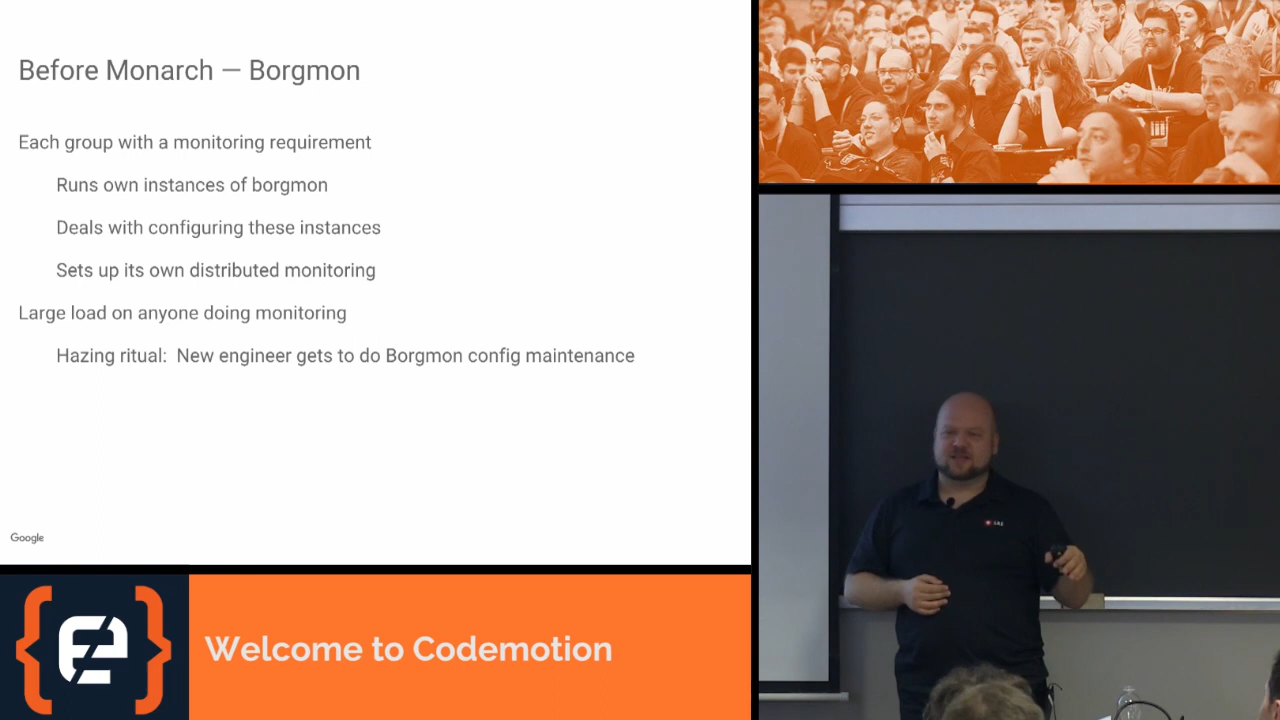 Before Monarch — Borgmon
Each group with a monitoring requirement
Runs own instances of borgmon
Deals with configuring these instances
Sets up its own distributed monitoring
Large load on anyone doing monitoring
Hazing ritual: New engineer gets to do Borgmon config maintenance
Google
Welcome to Codemotion